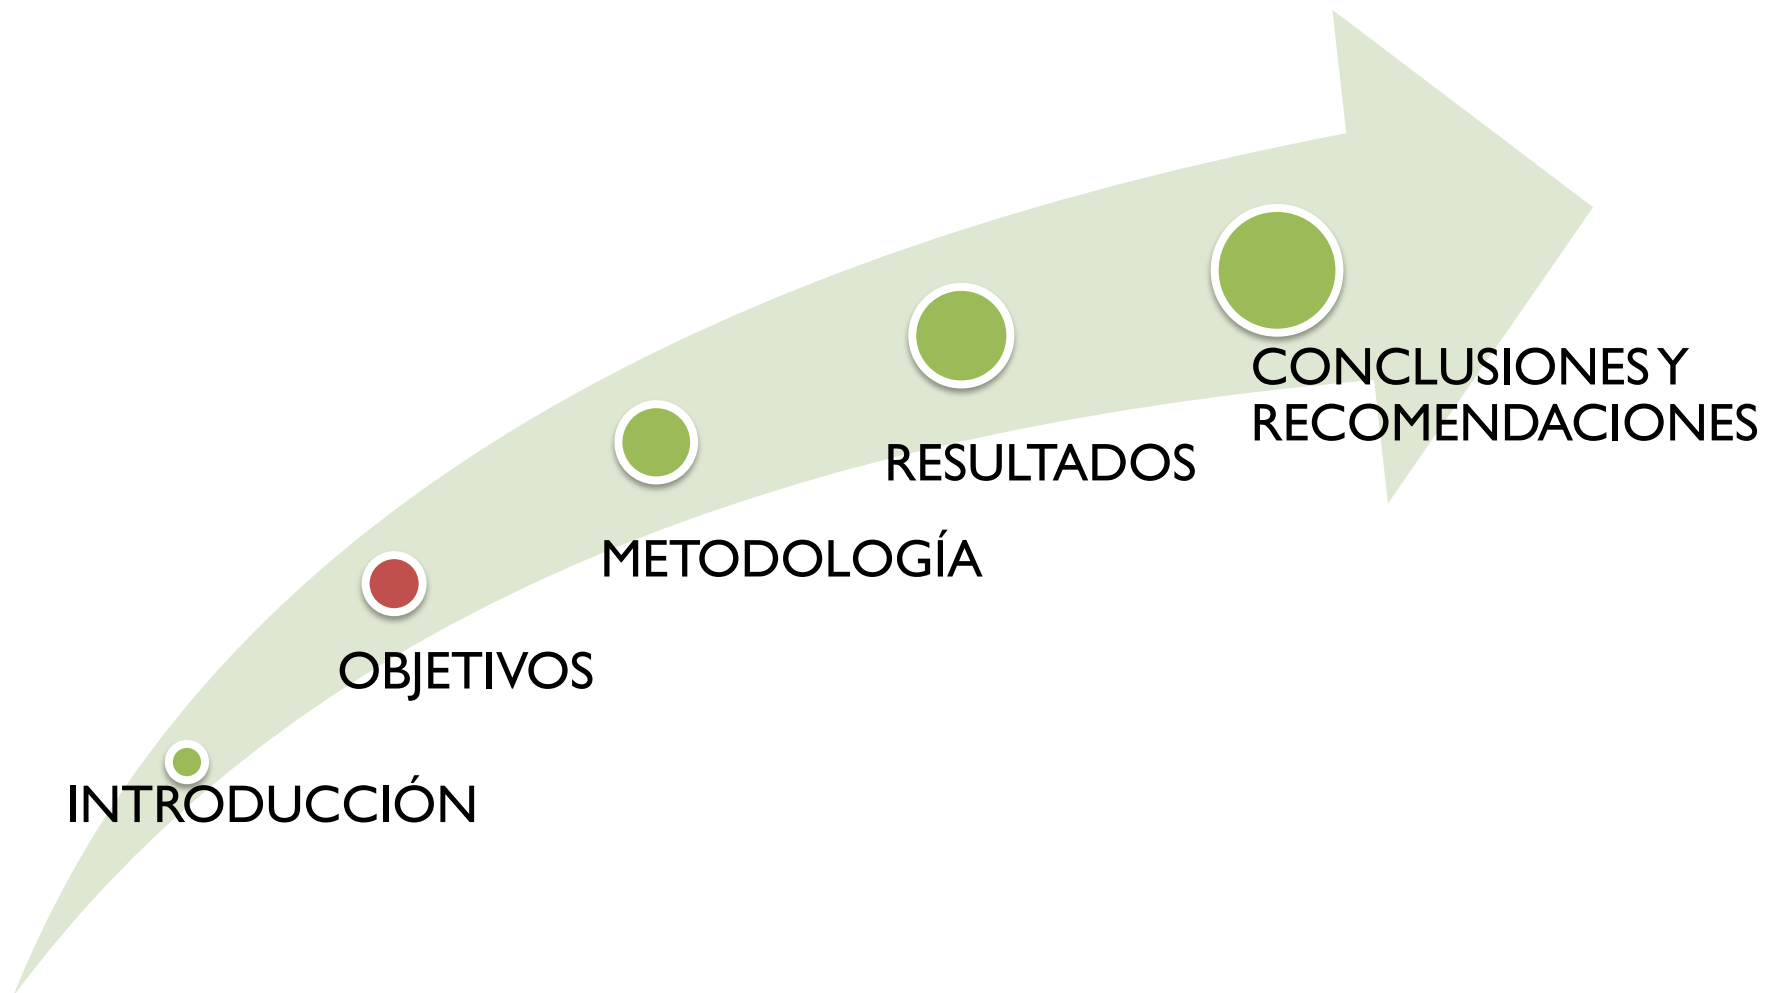 INTRODUCCIÓN
OBJETIVOS
METODOLOGÍA
RESULTADOS
CONCLUSIONES Y
RECOMENDACIONES